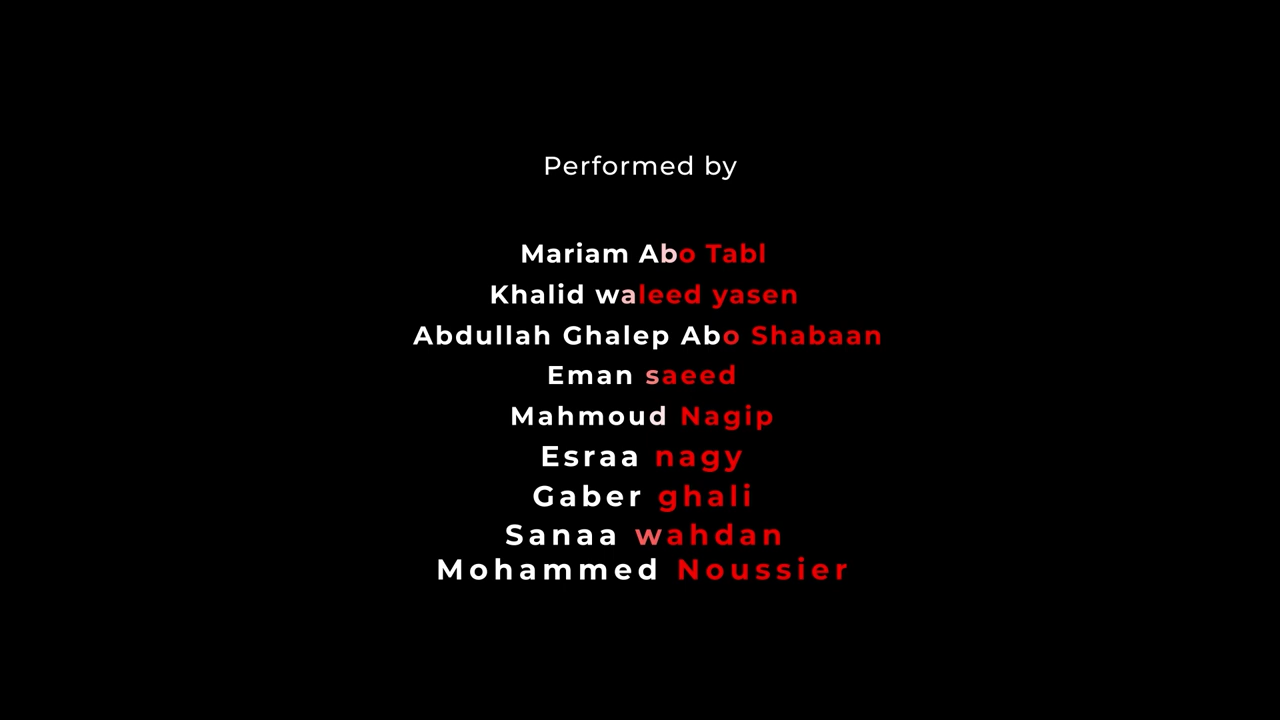 Performed by
Mariam Abo Tabl
Khalid waleed yasen
Abdullah Ghalep Abo Shabaan
Eman saeed
Mahmoud Nagip
Esraa nagy
Gaber ghali
Sanaa wahdan
Mohammed Noussier